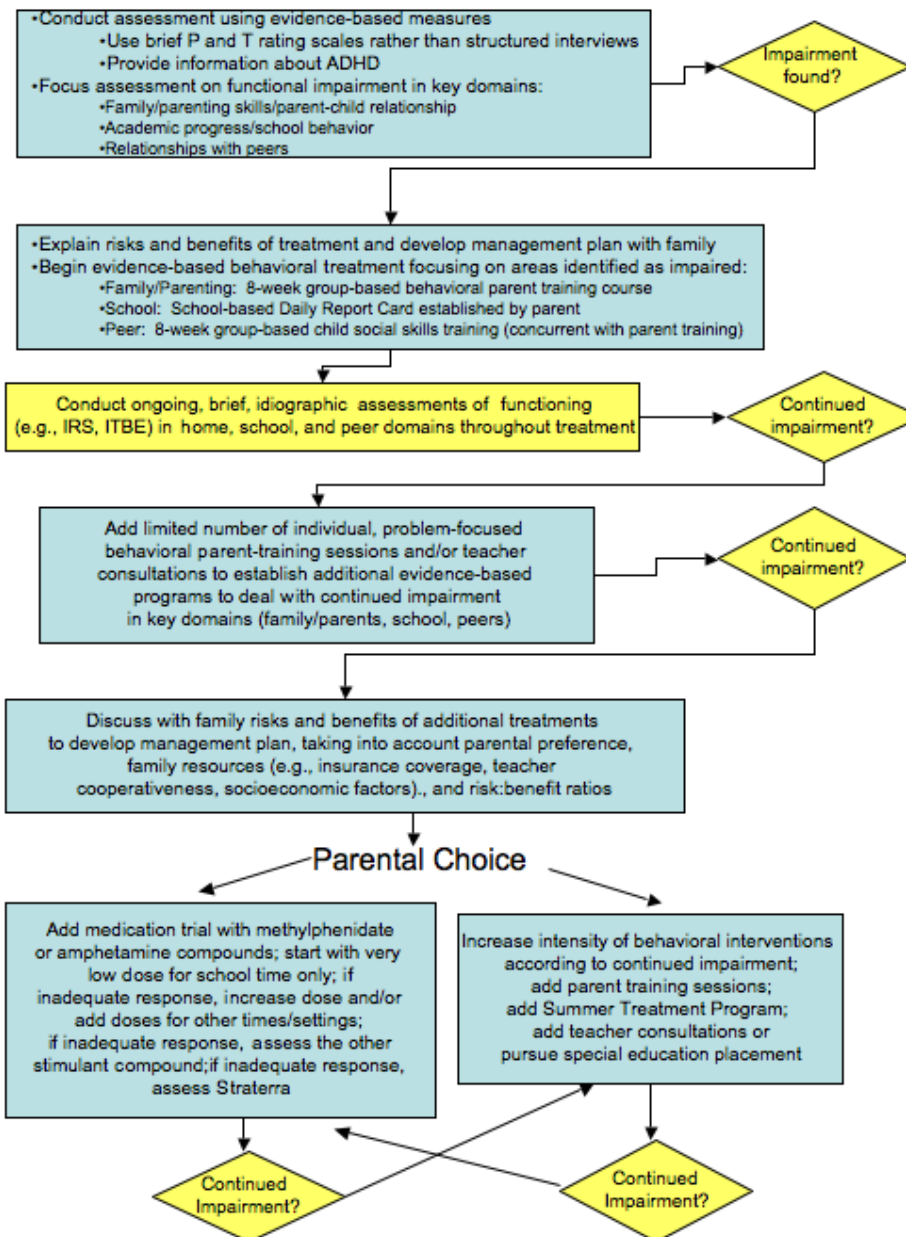 •Conduct assessment using evidence-based measures
•Use brief P and T rating scales rather than structured interviews
•Provide information about ADHD
•Focus assessment on functional impairment in key domains:
•Family/parenting skills/parent-child relationship
•Academic progress/school behavior
•Relationships with peers
Impairment
found?
•Explain risks and benefits of treatment and develop management plan with family
•Begin evidence-based behavioral treatment focusing on areas identified as impaired:
•Family/Parenting: 8-week group-based behavioral parent training course
•School: School-based Daily Report Card established by parent
•Peer: 8-week group-based child social skills training (concurrent with parent training)
Conduct ongoing, brief, idiographic assessments of functioning
(e.g., IRS, ITBE) in home, school, and peer domains throughout treatment
Continued
impairment?
Add limited number of individual, problem-focused
behavioral parent-training sessions and/or teacher
consultations to establish additional evidence-based
programs to deal with continued impairment
in key domains (family/parents, school, peers)
Continued
impairment?
Discuss with family risks and benefits of additional treatments
to develop management plan, taking into account parental preference,
family resources (e.g., insurance coverage, teacher
cooperativeness, socioeconomic factors)., and risk:benefit ratios
Parental Choice
Add medication trial with methylphenidate
or amphetamine compounds; start with very
low dose for school time only; if
inadequate response, increase dose and/or
add doses for other times/settings;
if inadequate response, assess the other
stimulant compound;if inadequate response,
assess Straterra
Increase intensity of behavioral interventions
according to continued impairment;
add parent training sessions;
add Summer Treatment Program;
add teacher consultations or
pursue special education placement
Continued
Impairment?
Continued
Impairment?